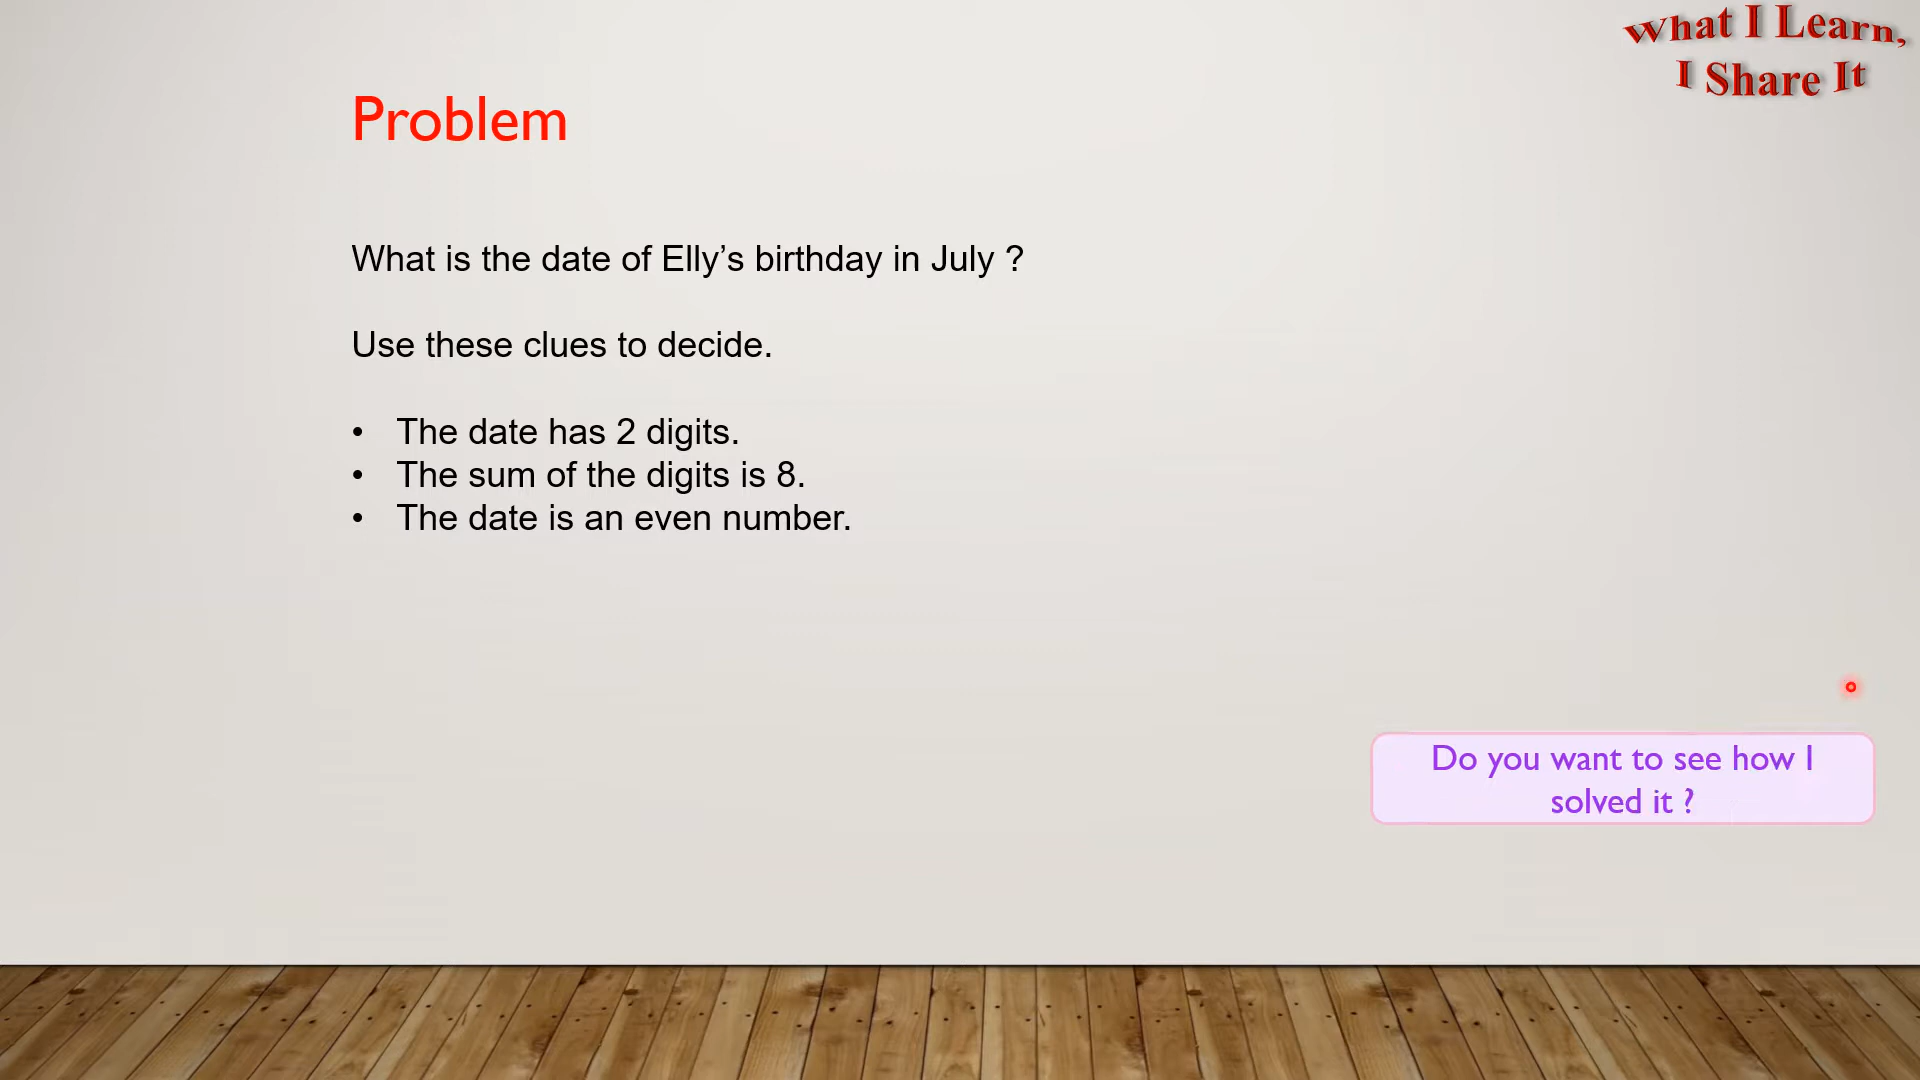 What I Learn,
I Share It
Problem
What is the date of Elly’s birthday in July ?
Use these clues to decide.
• The date has 2 digits.
• The sum of the digits is 8.
• The date is an even number.
Do you want to see how I
solved it ?